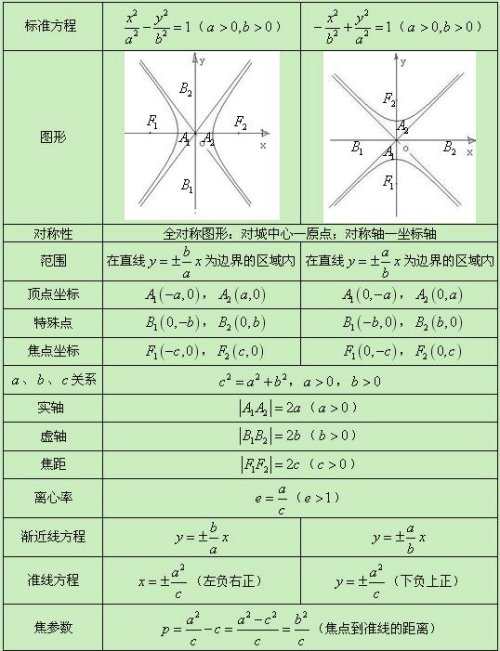 标准方程 x²/a² - y²/b² = 1（a>0,b>0） -x²/b² + y²/a² = 1（a>0,b>0）
图形
y B₂ F₁ A₁ o A₂ F₂ x B₁
y F₂ A₂ B₁ A₁ o B₂ x F₁
对称性 全对称图形：对城中心—原点；对称轴—坐标轴
范围 在直线 y = ± b/a x 为边界的区域内 在直线 y = ± a/b x 为边界的区域内
顶点坐标 A₁(-a,0)，A₂(a,0) A₁(0,-a)，A₂(0,a)
特殊点 B₁(0,-b)，B₂(0,b) B₁(-b,0)，B₂(b,0)
焦点坐标 F₁(-c,0)，F₂(c,0) F₁(0,-c)，F₂(0,c)
a、b、c关系 c² = a² + b²，a>0，b>0
实轴 |A₁A₂| = 2a（a>0）
虚轴 |B₁B₂| = 2b（b>0）
焦距 |F₁F₂| = 2c（c>0）
离心率 e = a/c（e>1）
渐近线方程 y = ± b/a x y = ± a/b x
准线方程 x = ± a²/c（左负右正） y = ± a²/c（下负上正）
焦参数 p = a²/c - c = (a²-c²)/c = b²/c（焦点到准线的距离）